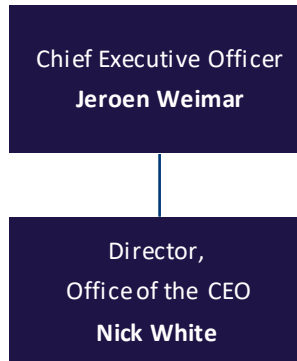 Chief Executive Officer
Jeroen Weimar
Director,
Office of the CEO
Nick White